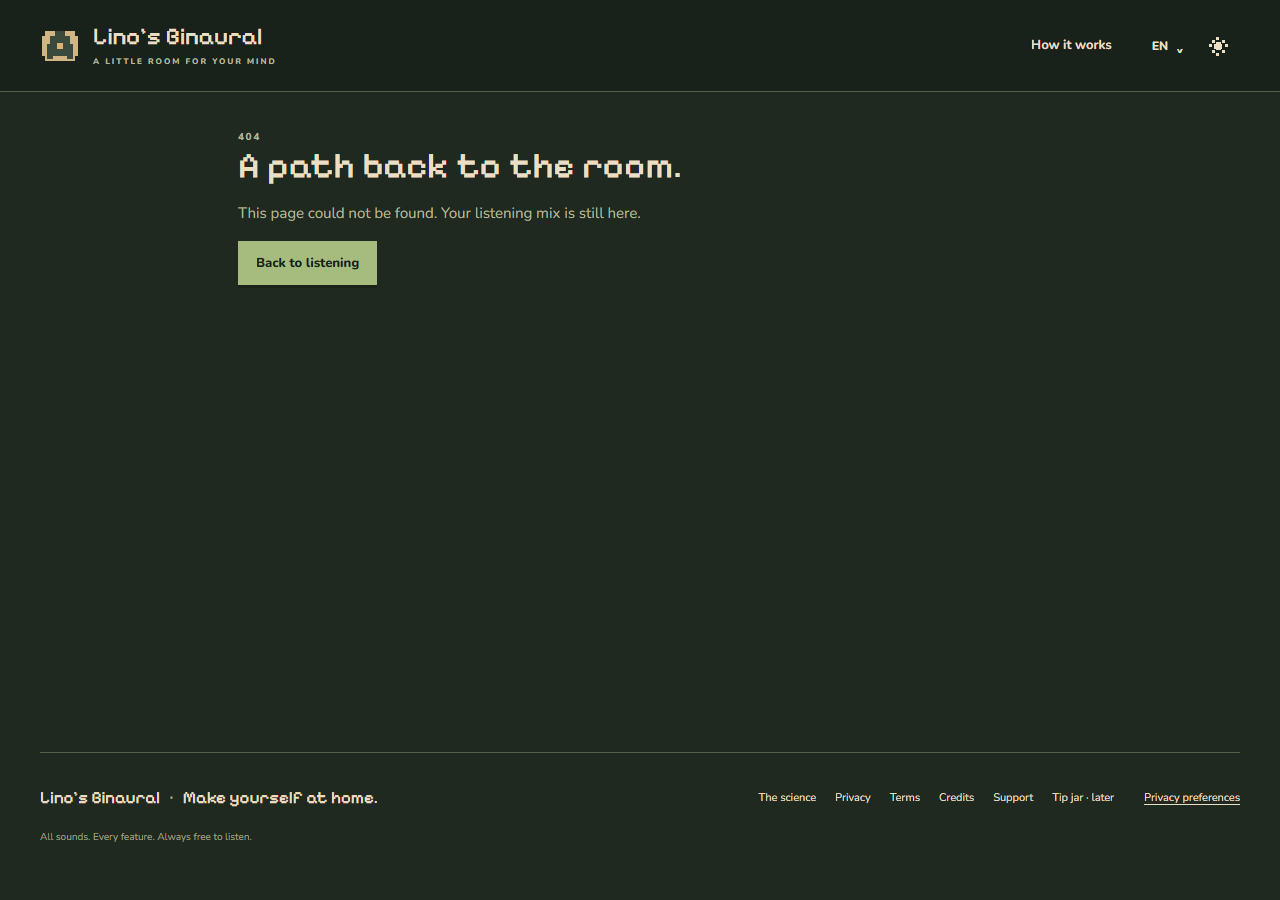 Lino's Binaural
A LITTLE ROOM FOR YOUR MIND
How it works
EN
404
A path back to the room.
This page could not be found. Your listening mix is still here.
Back to listening
Lino's Binaural · Make yourself at home.
The science Privacy Terms Credits Support Tip jar · later Privacy preferences
All sounds. Every feature. Always free to listen.